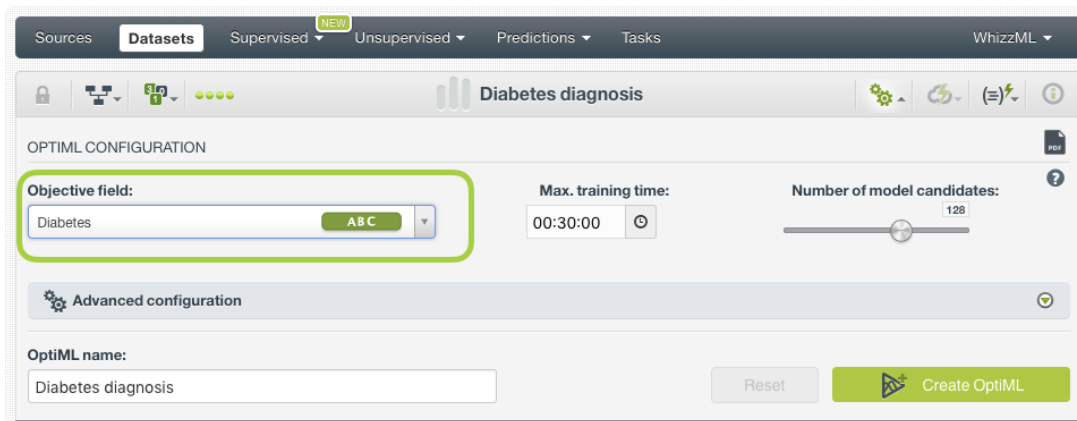 NEW
Sources Datasets Supervised Unsupervised Predictions Tasks WhizzML
Diabetes diagnosis
OPTIML CONFIGURATION
PDF
Objective field: Max. training time: Number of model candidates:
128
Diabetes ABC 00:30:00
Advanced configuration
OptiML name:
Diabetes diagnosis Reset Create OptiML